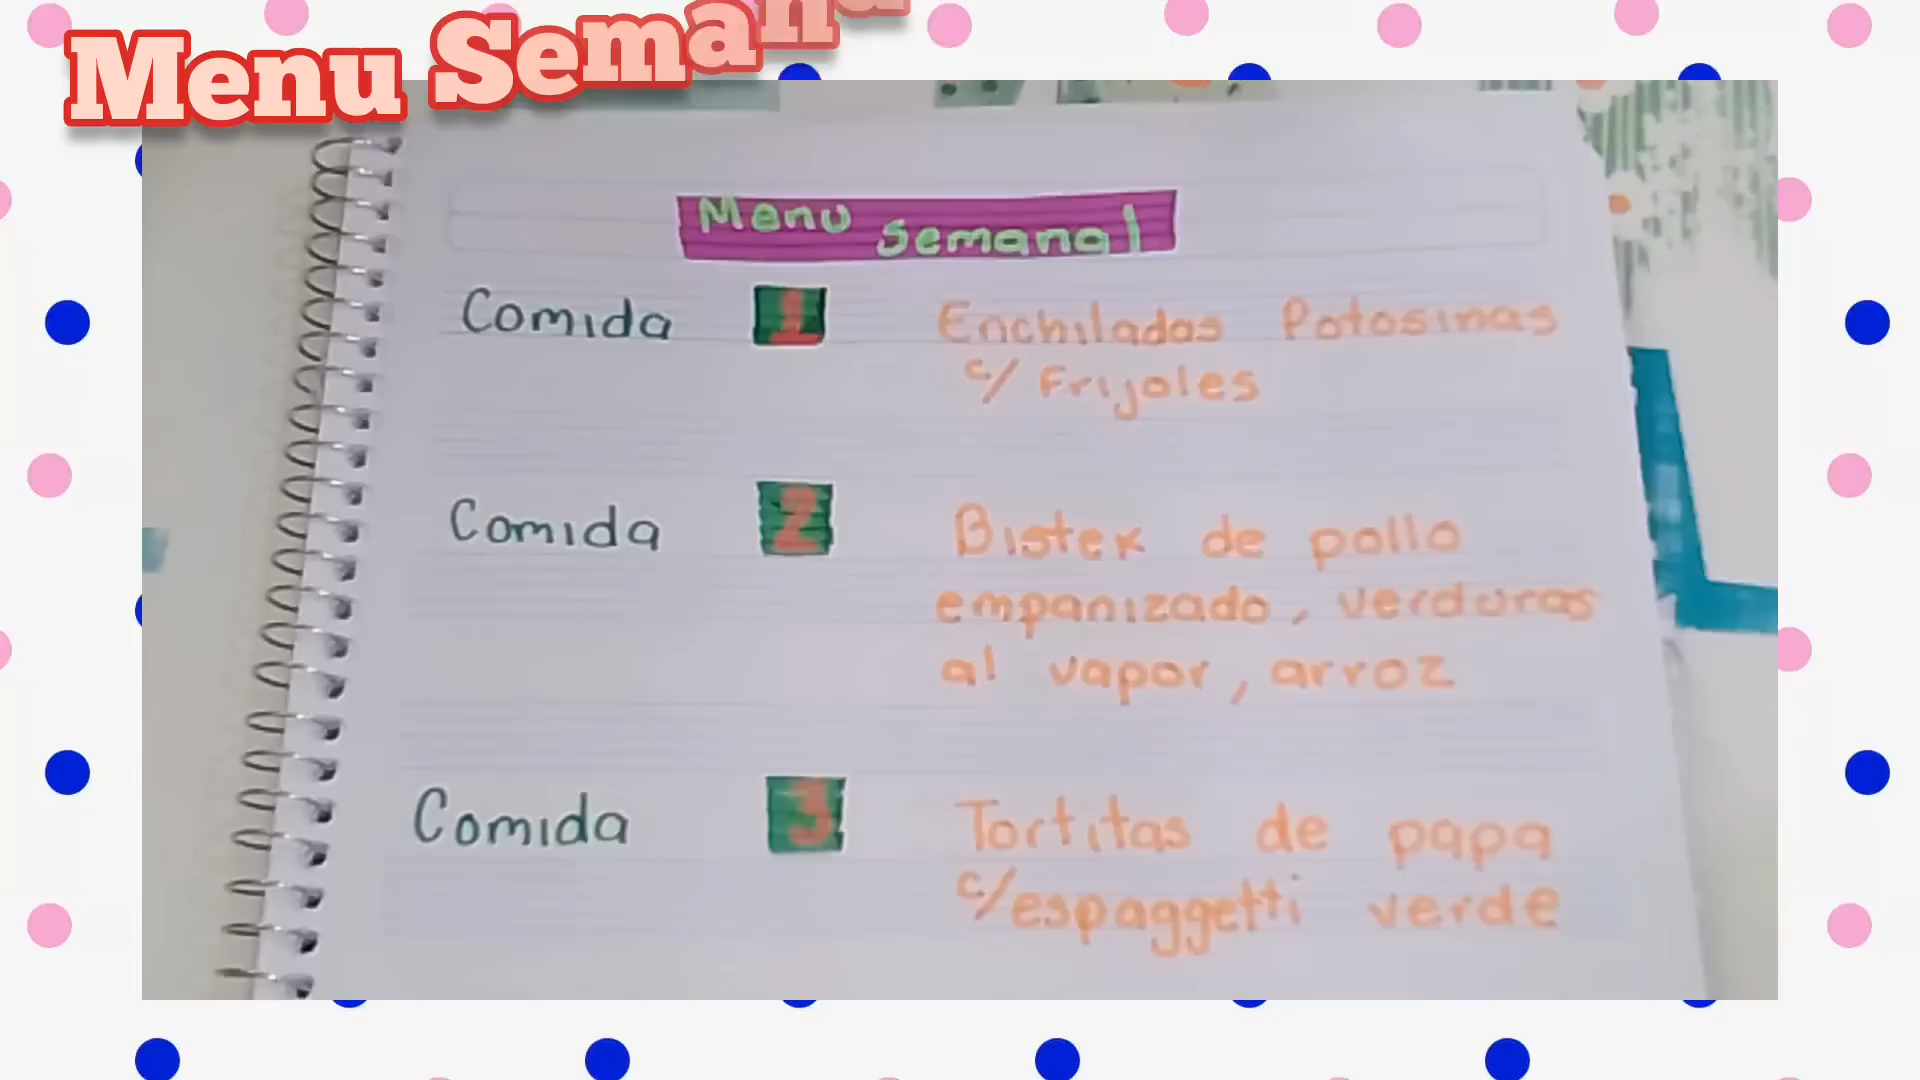 Menu Semana
Menu semanal
Comida 1 Enchiladas Potosinas
c/ Frijoles
Comida 2 Bistek de pollo
empanizado, verduras
al vapor, arroz
Comida 3 Tortitas de papa
c/espaggetti verde